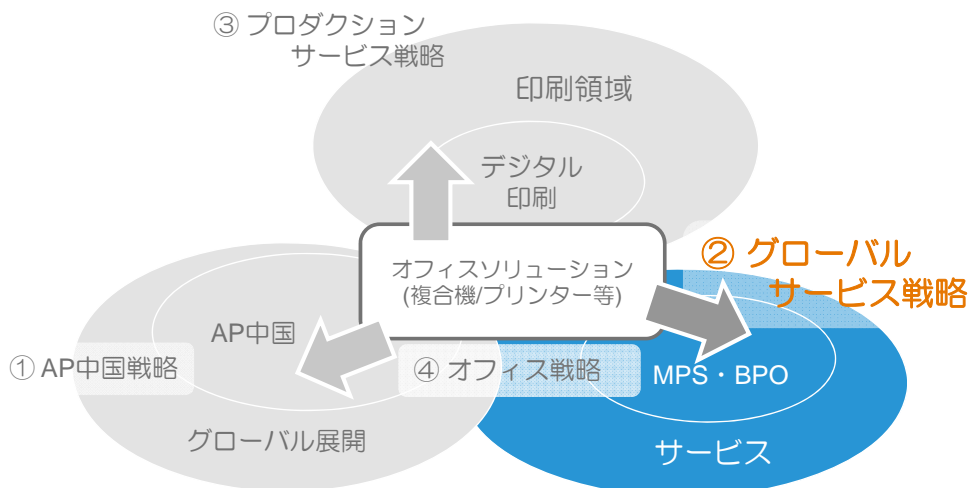 ③ プロダクション
サービス戦略
印刷領域
デジタル
印刷
オフィスソリューション
(複合機/プリンター等)
② グローバル
サービス戦略
AP中国
① AP中国戦略
④ オフィス戦略
MPS・BPO
グローバル展開
サービス